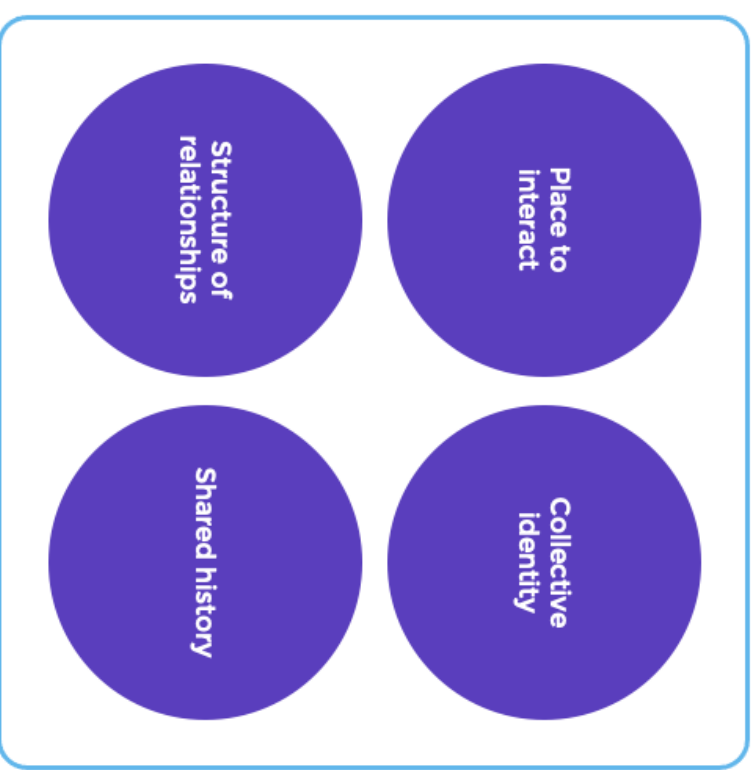 Place to
interact
Collective
identity
Structure of
relationships
Shared history